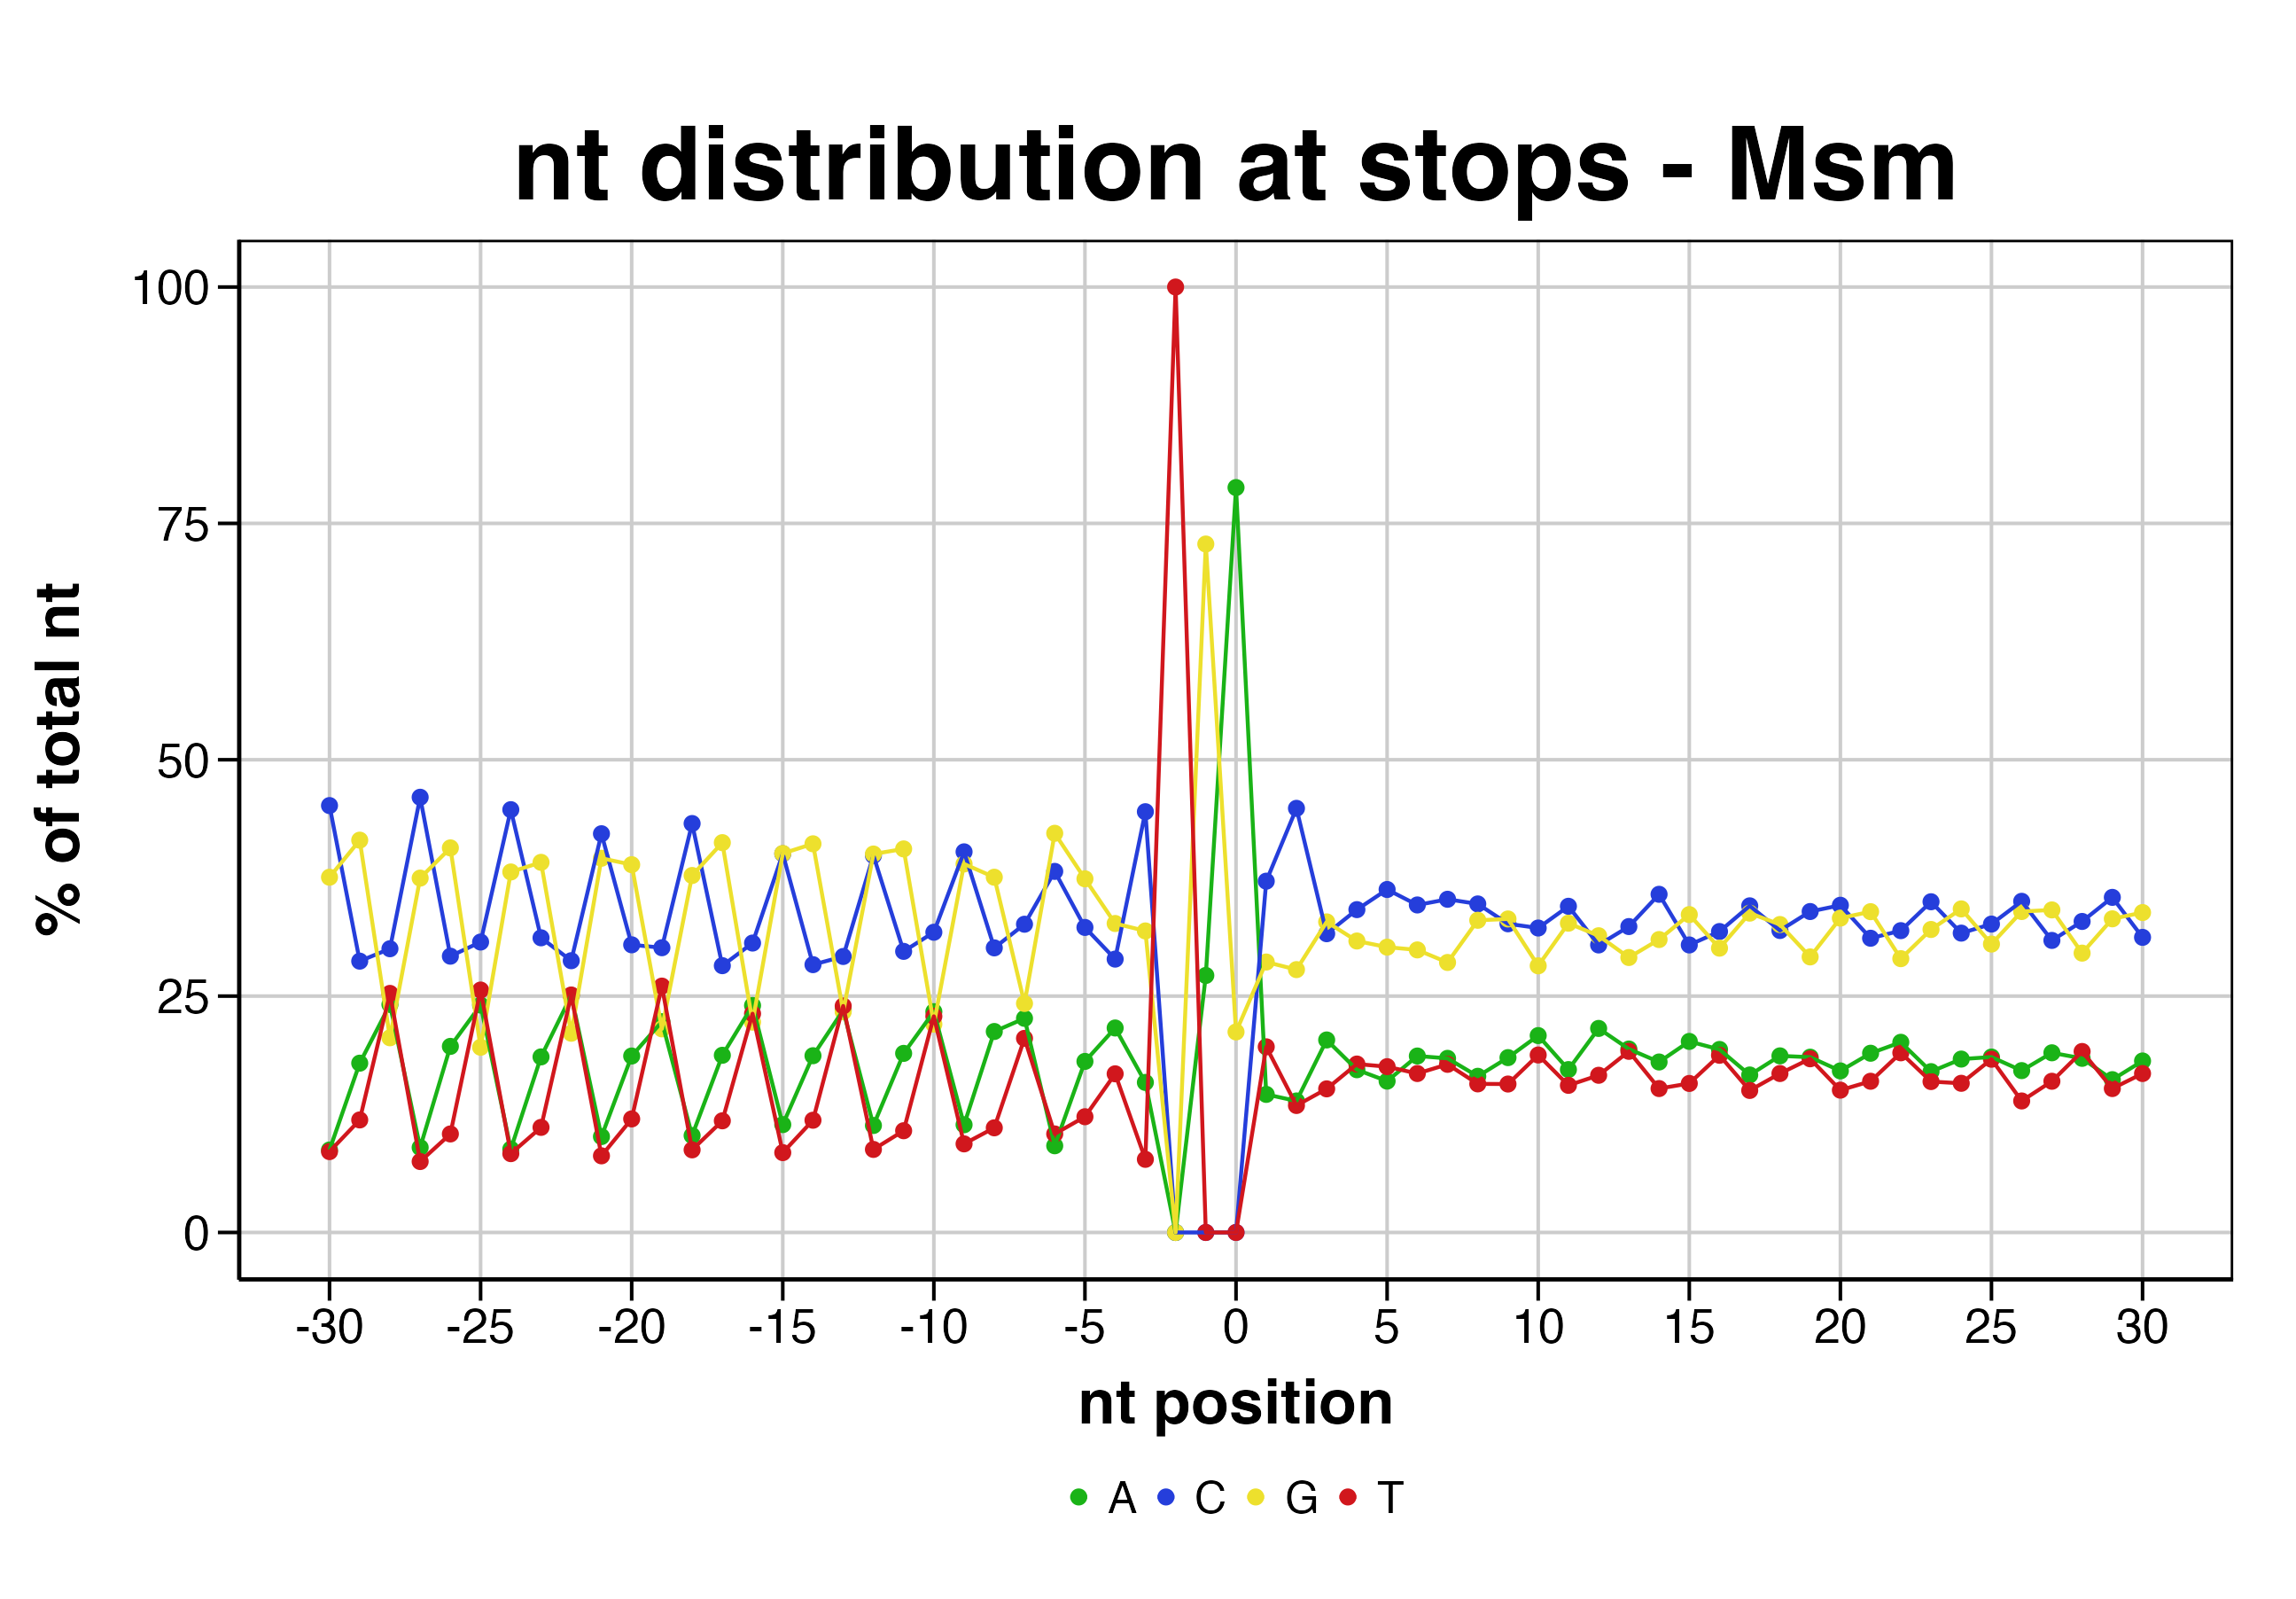 nt distribution at stops - Msm
% of total nt
100
75
50
25
0
-30 -25 -20 -15 -10 -5 0 5 10 15 20 25 30
nt position
A C G T